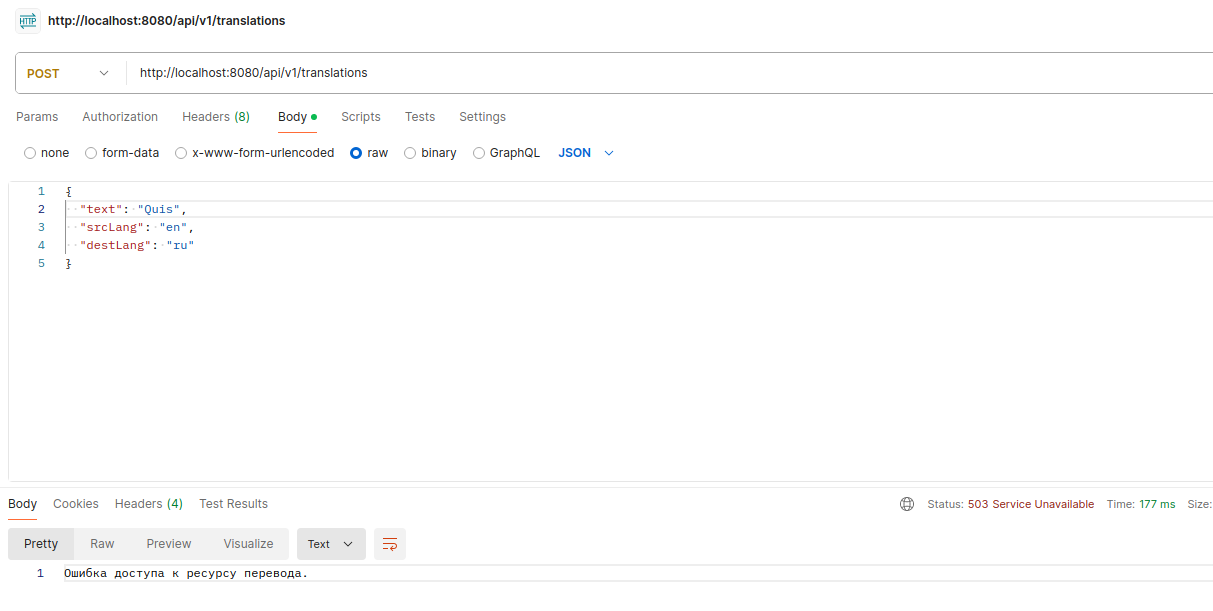 HTTP http://localhost:8080/api/v1/translations
POST http://localhost:8080/api/v1/translations
Params Authorization Headers (8) Body Scripts Tests Settings
none form-data x-www-form-urlencoded raw binary GraphQL JSON
1 {
2 "text": "Quis",
3 "srcLang": "en",
4 "destLang": "ru"
5 }
Body Cookies Headers (4) Test Results Status: 503 Service Unavailable Time: 177 ms Size:
Pretty Raw Preview Visualize Text
1 Ошибка доступа к ресурсу перевода.